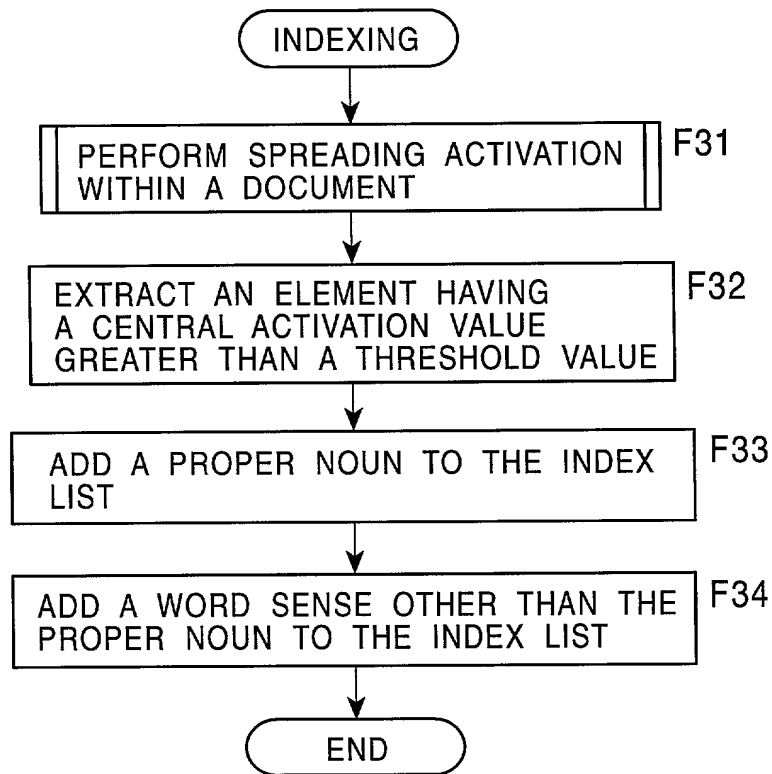 INDEXING
PERFORM SPREADING ACTIVATION
WITHIN A DOCUMENT
F31
EXTRACT AN ELEMENT HAVING
A CENTRAL ACTIVATION VALUE
GREATER THAN A THRESHOLD VALUE
F32
ADD A PROPER NOUN TO THE INDEX
LIST
F33
ADD A WORD SENSE OTHER THAN THE
PROPER NOUN TO THE INDEX LIST
F34
END